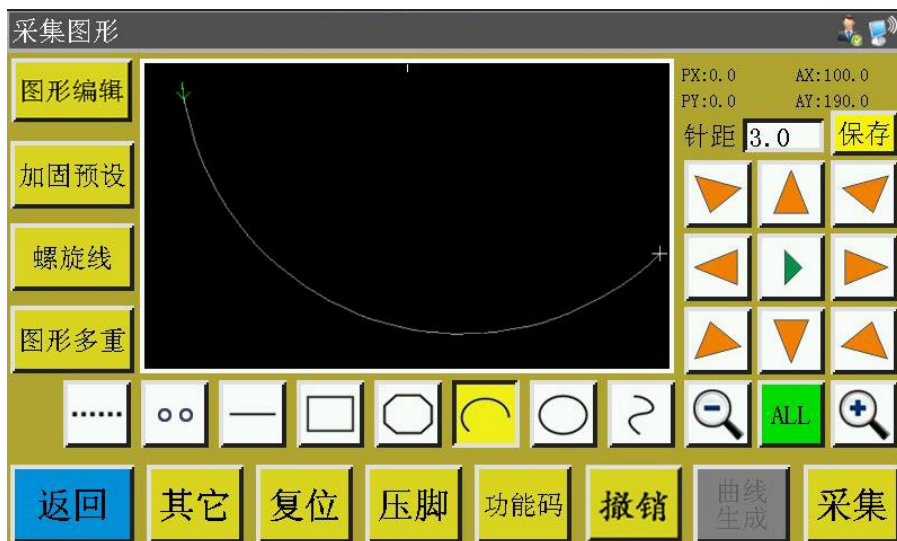 采集图形
图形编辑
加固预设
螺旋线
图形多重
PX:0.0 AX:100.0
PY:0.0 AY:190.0
针距 3.0 保存
ALL
返回 其它 复位 压脚 功能码 撤销 曲线生成 采集